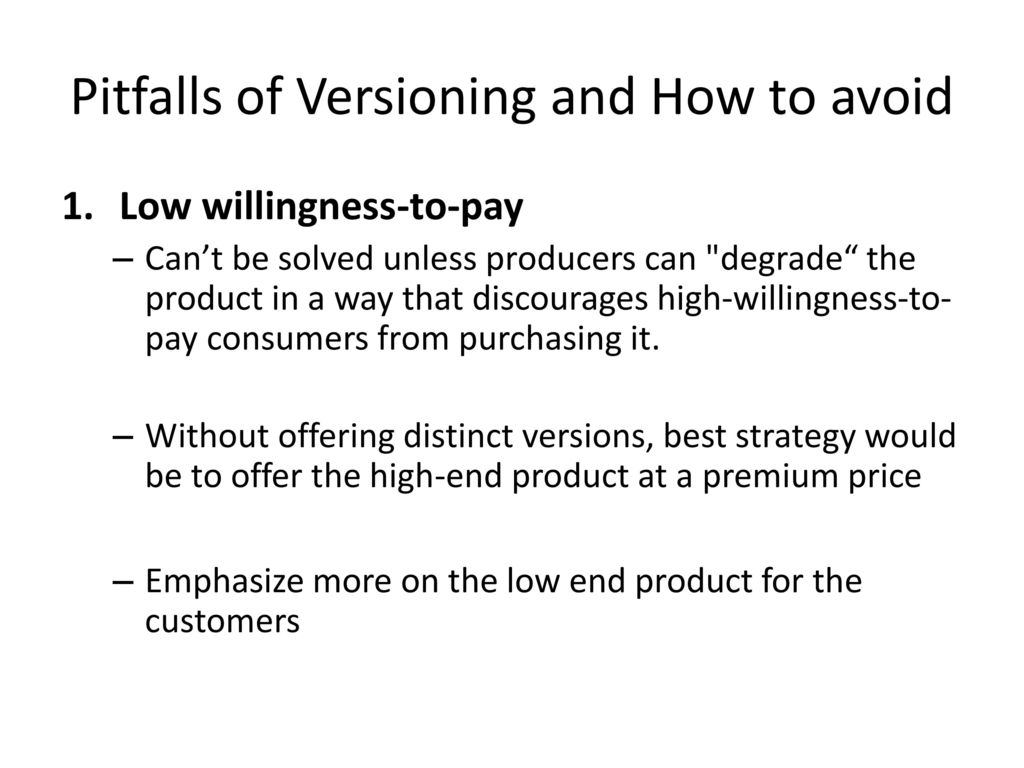 Pitfalls of Versioning and How to avoid
1. Low willingness-to-pay
– Can’t be solved unless producers can "degrade“ the
product in a way that discourages high-willingness-to-
pay consumers from purchasing it.
– Without offering distinct versions, best strategy would
be to offer the high-end product at a premium price
– Emphasize more on the low end product for the
customers